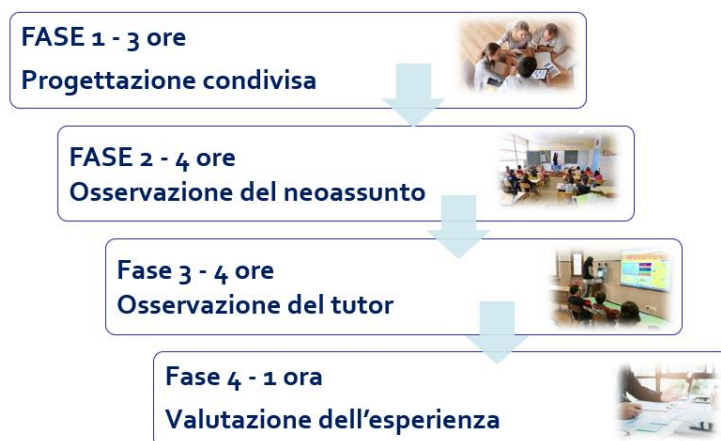 FASE 1 - 3 ore
Progettazione condivisa
FASE 2 - 4 ore
Osservazione del neoassunto
Fase 3 - 4 ore
Osservazione del tutor
Fase 4 - 1 ora
Valutazione dell’esperienza